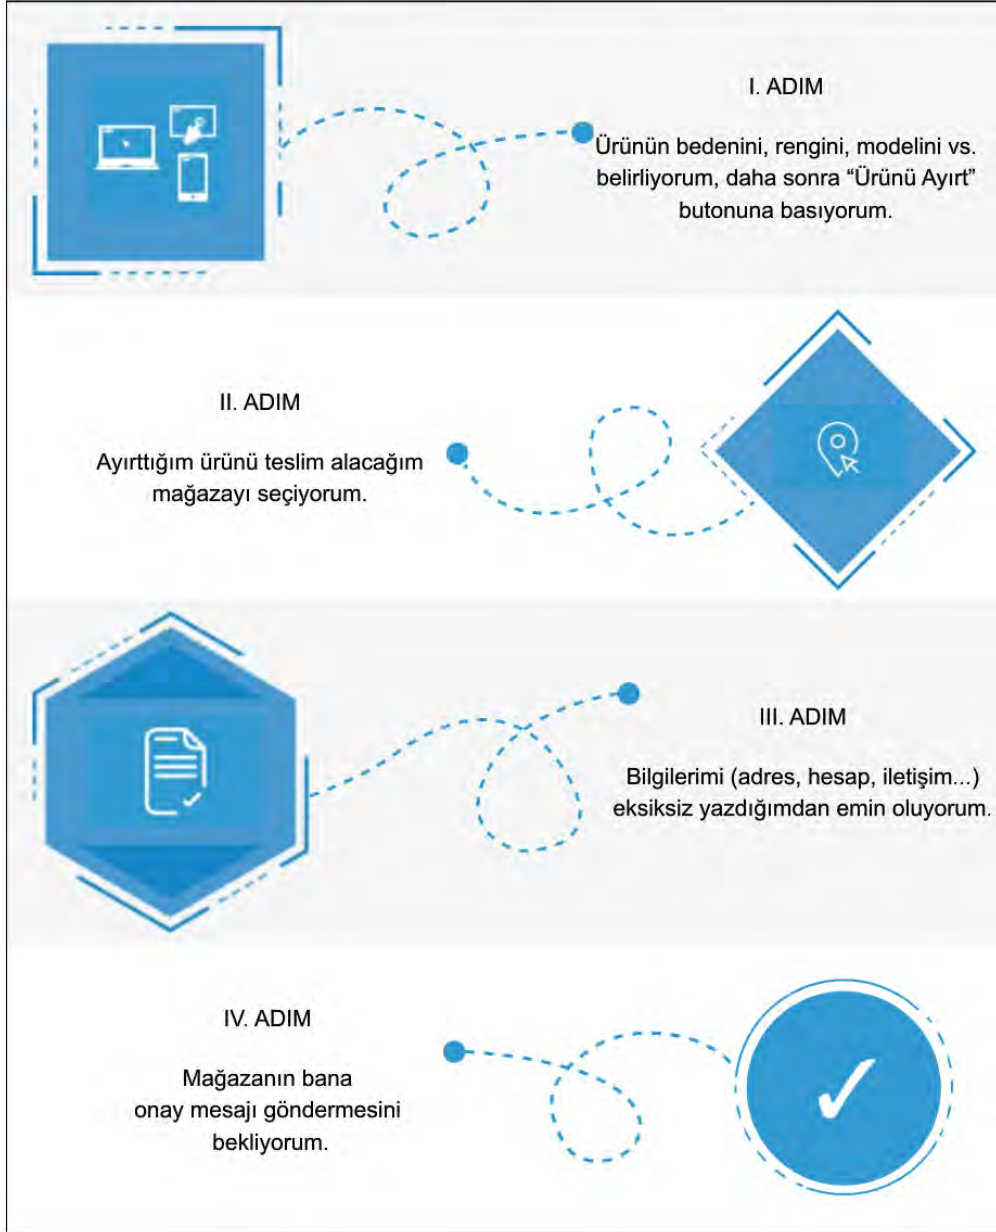 I. ADIM
Ürünün bedenini, rengini, modelini vs.
belirliyorum, daha sonra “Ürünü Ayırt”
butonuna basıyorum.
II. ADIM
Ayırttığım ürünü teslim alacağım
mağazayı seçiyorum.
III. ADIM
Bilgilerimi (adres, hesap, iletişim...)
eksiksiz yazdığımdan emin oluyorum.
IV. ADIM
Mağazanın bana
onay mesajı göndermesini
bekliyorum.